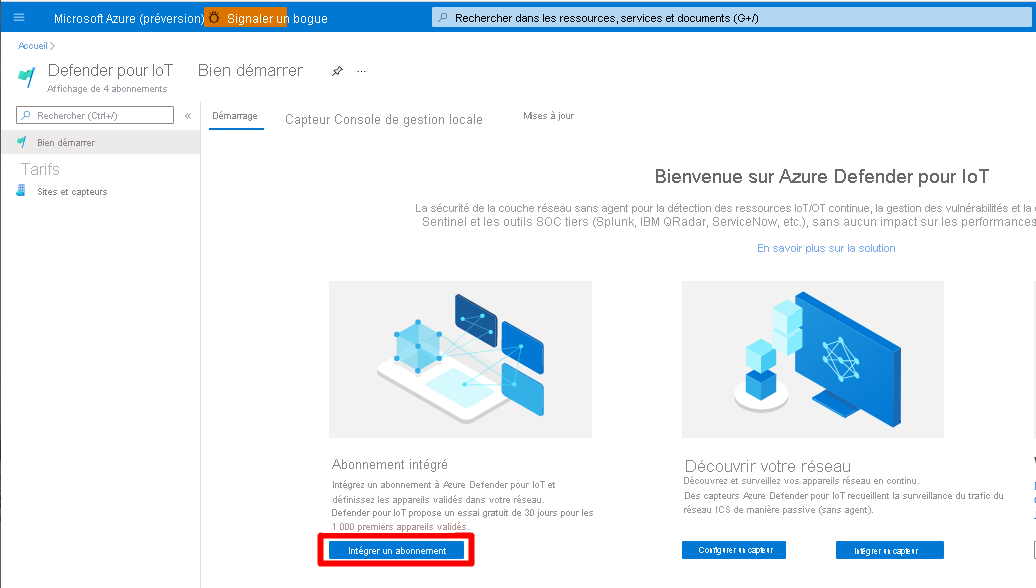 Microsoft Azure (préversion) Signaler un bogue
Rechercher dans les ressources, services et documents (G+/)
Accueil >
Defender pour IoT Bien démarrer
Affichage de 4 abonnements
Rechercher (Ctrl+/) «
Démarrage Capteur Console de gestion locale Mises à jour
Bien démarrer
Tarifs
Sites et capteurs
Bienvenue sur Azure Defender pour IoT
La sécurité de la couche réseau sans agent pour la détection des ressources IoT/OT continue, la gestion des vulnérabilités et la
Sentinel et les outils SOC tiers (Splunk, IBM QRadar, ServiceNow, etc.), sans aucun impact sur les performances
En savoir plus sur la solution
Abonnement intégré
Intégrez un abonnement à Azure Defender pour IoT et
définissez les appareils validés dans votre réseau.
Defender pour IoT propose un essai gratuit de 30 jours pour les
1 000 premiers appareils validés.
Intégrer un abonnement
Découvrir votre réseau
Découvrez et surveillez vos appareils réseau en continu.
Des capteurs Azure Defender pour IoT recueillent la surveillance du trafic du
réseau ICS de manière passive (sans agent).
Configurer un capteur Intégrer un capteur